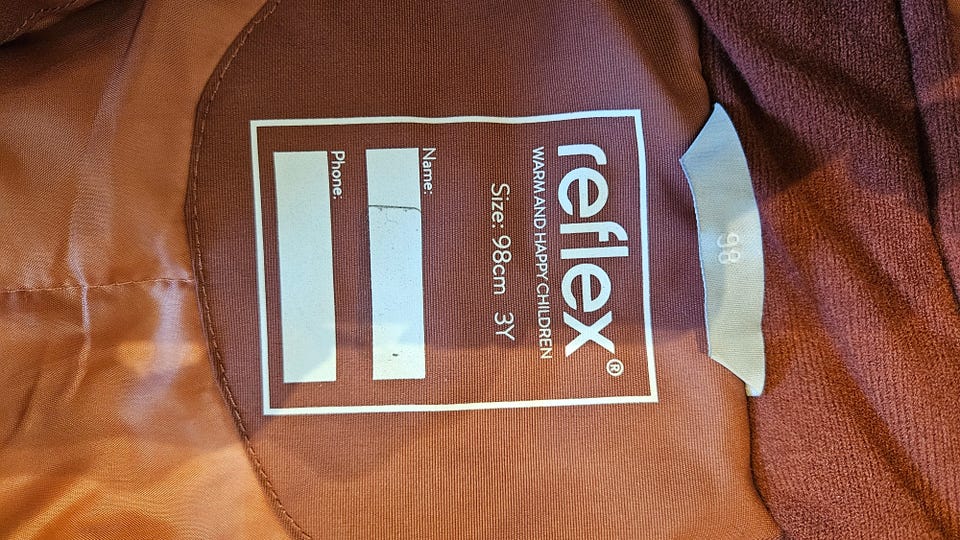 98
reflex®
WARM AND HAPPY CHILDREN
Size: 98cm 3Y
Name:
Phone: